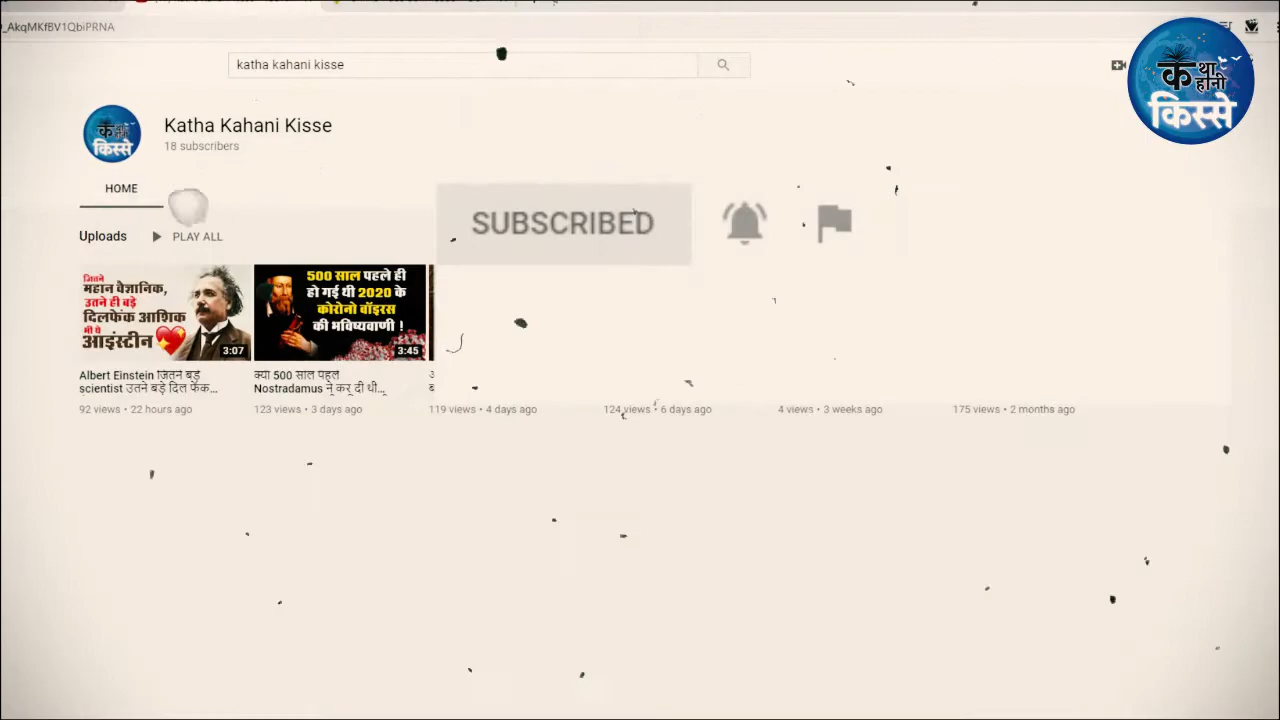 _AkqMKfBV1QbiPRNA
katha kahani kisse
कथा
कहानी
किस्से
Katha Kahani Kisse
18 subscribers
HOME
SUBSCRIBED
Uploads
PLAY ALL
जितने
महान वैज्ञानिक,
उतने ही बड़े
दिलफेंक आशिक
भी थे
आइंस्टीन
3:07
500 साल पहले ही
हो गई थी 2020 के
कोरोनो वॉइरस
की भविष्यवाणी !
3:45
Albert Einstein जितने बड़े
scientist उतने बड़े दिल फेंक...
92 views • 22 hours ago
क्या 500 साल पहले
Nostradamus ने कर दी थी...
123 views • 3 days ago
119 views • 4 days ago
124 views • 6 days ago
4 views • 3 weeks ago
175 views • 2 months ago